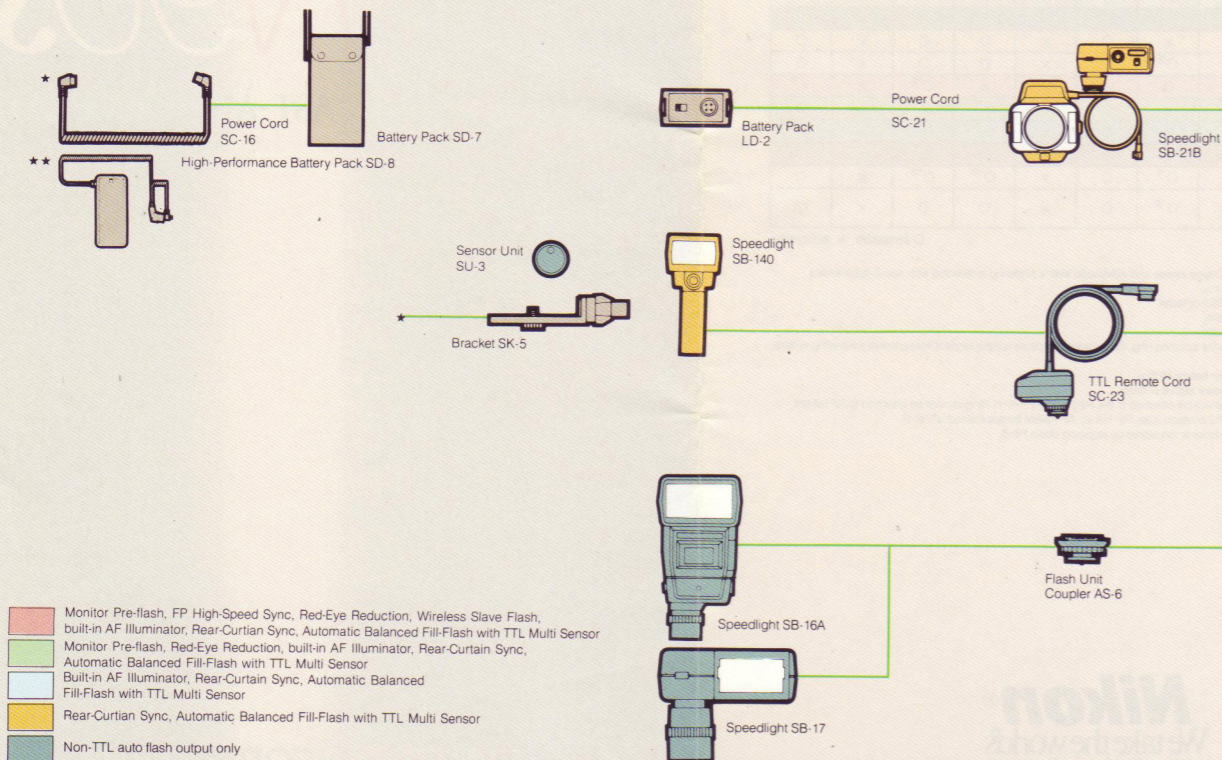 ★
Power Cord
SC-16
Battery Pack SD-7
★★
High-Performance Battery Pack SD-8
Battery Pack
LD-2
Power Cord
SC-21
Speedlight
SB-21B
Sensor Unit
SU-3
★
Bracket SK-5
Speedlight
SB-140
TTL Remote Cord
SC-23
Speedlight SB-16A
Flash Unit
Coupler AS-6
Speedlight SB-17
Monitor Pre-flash, FP High-Speed Sync, Red-Eye Reduction, Wireless Slave Flash,
built-in AF Illuminator, Rear-Curtian Sync, Automatic Balanced Fill-Flash with TTL Multi Sensor
Monitor Pre-flash, Red-Eye Reduction, built-in AF Illuminator, Rear-Curtain Sync,
Automatic Balanced Fill-Flash with TTL Multi Sensor
Built-in AF Illuminator, Rear-Curtain Sync, Automatic Balanced
Fill-Flash with TTL Multi Sensor
Rear-Curtian Sync, Automatic Balanced Fill-Flash with TTL Multi Sensor
Non-TTL auto flash output only